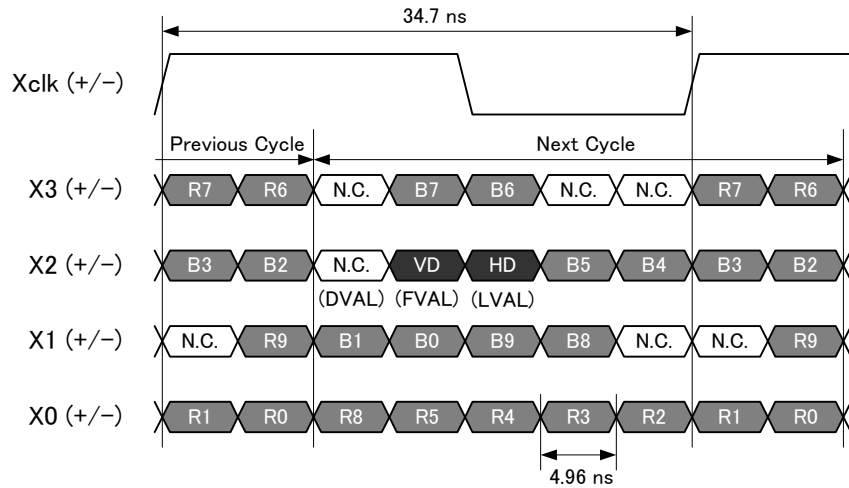 34.7 ns
Xclk (+/−)
Previous Cycle Next Cycle
X3 (+/−) R7 R6 N.C. B7 B6 N.C. N.C. R7 R6
X2 (+/−) B3 B2 N.C. VD HD B5 B4 B3 B2
(DVAL) (FVAL) (LVAL)
X1 (+/−) N.C. R9 B1 B0 B9 B8 N.C. N.C. R9
X0 (+/−) R1 R0 R8 R5 R4 R3 R2 R1 R0
4.96 ns